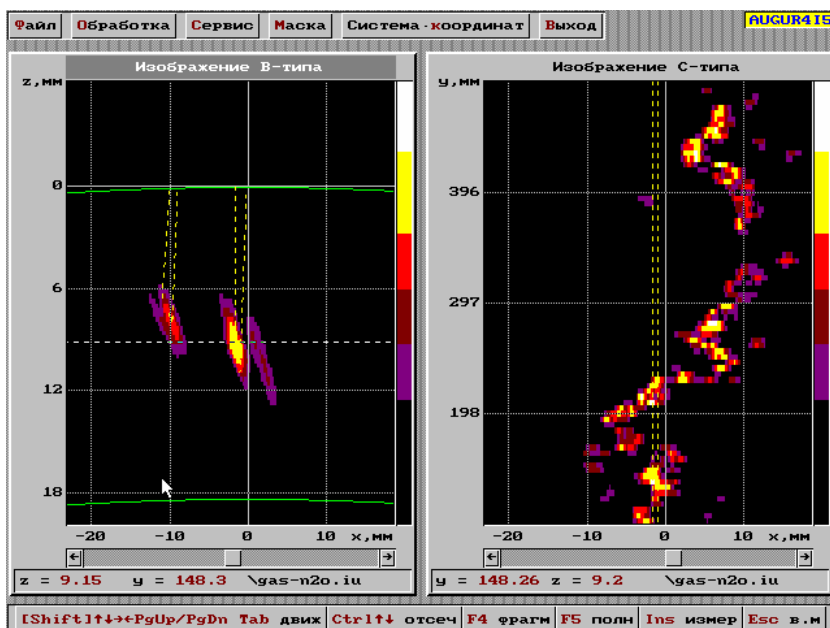 Файл Обработка Сервис Маска Система·координат Выход AUGUR4I5
Изображение B-типа
z,мм
0
6
12
18
-20 -10 0 10 x,мм
z = 9.15 y = 148.3 \gas-n2o.iu
Изображение C-типа
y,мм
396
297
198
-20 -10 0 10 x,мм
y = 148.26 z = 9.2 \gas-n2o.iu
[Shift]↑↓→←PgUp/PgDn Tab движ Ctrl↑↓ отсеч F4 фрагм F5 полн Ins измер Esc в.м